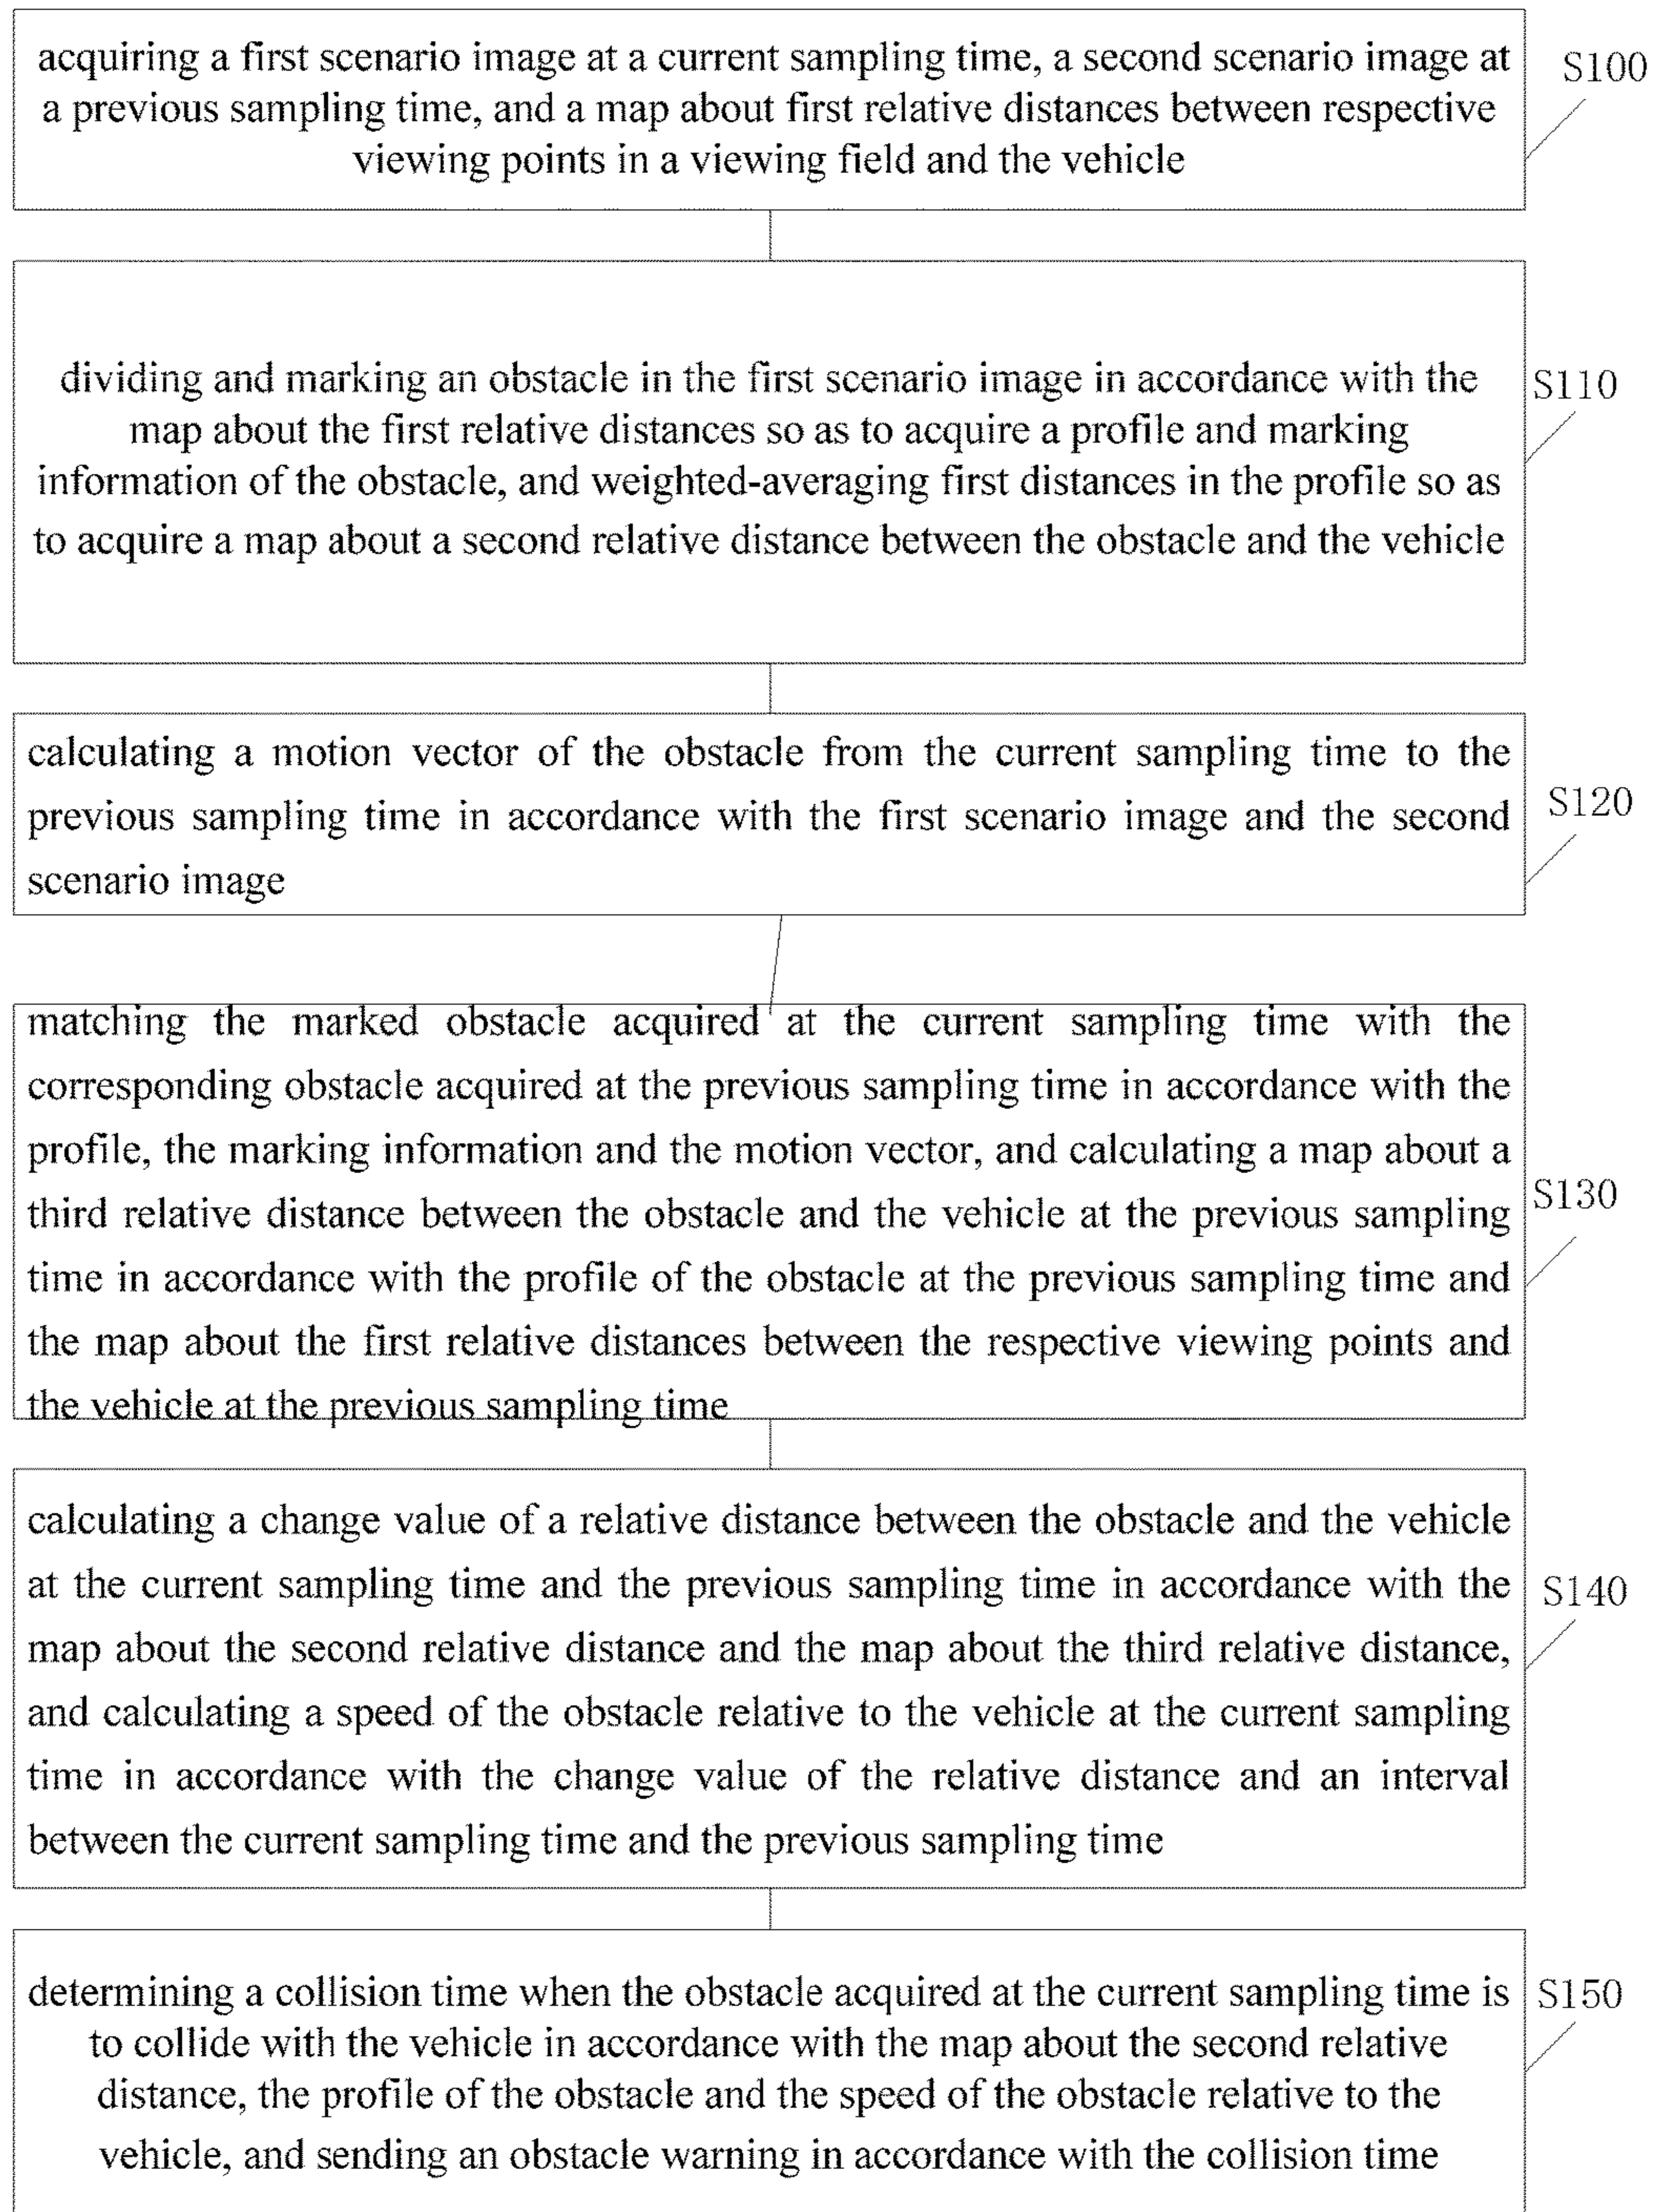 acquiring a first scenario image at a current sampling time, a second scenario image at
a previous sampling time, and a map about first relative distances between respective
viewing points in a viewing field and the vehicle
S100
dividing and marking an obstacle in the first scenario image in accordance with the
map about the first relative distances so as to acquire a profile and marking
information of the obstacle, and weighted-averaging first distances in the profile so as
to acquire a map about a second relative distance between the obstacle and the vehicle
S110
calculating a motion vector of the obstacle from the current sampling time to the
previous sampling time in accordance with the first scenario image and the second
scenario image
S120
matching the marked obstacle acquired at the current sampling time with the
corresponding obstacle acquired at the previous sampling time in accordance with the
profile, the marking information and the motion vector, and calculating a map about a
third relative distance between the obstacle and the vehicle at the previous sampling
time in accordance with the profile of the obstacle at the previous sampling time and
the map about the first relative distances between the respective viewing points and
the vehicle at the previous sampling time
S130
calculating a change value of a relative distance between the obstacle and the vehicle
at the current sampling time and the previous sampling time in accordance with the
map about the second relative distance and the map about the third relative distance,
and calculating a speed of the obstacle relative to the vehicle at the current sampling
time in accordance with the change value of the relative distance and an interval
between the current sampling time and the previous sampling time
S140
determining a collision time when the obstacle acquired at the current sampling time is
to collide with the vehicle in accordance with the map about the second relative
distance, the profile of the obstacle and the speed of the obstacle relative to the
vehicle, and sending an obstacle warning in accordance with the collision time
S150